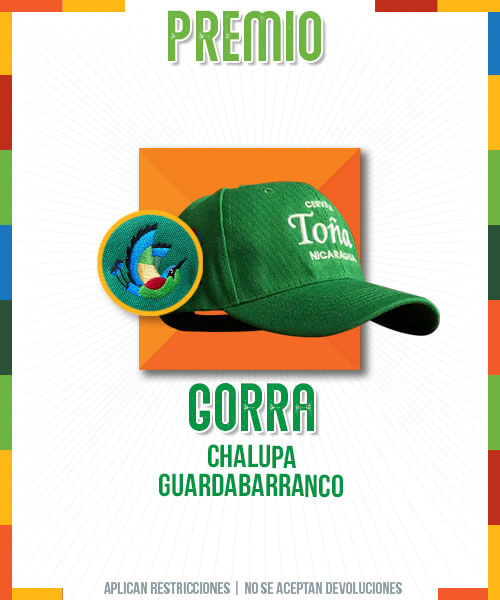 PREMIO
CERVEZA
Toña
NICARAGUA
GORRA
CHALUPA
GUARDABARRANCO
APLICAN RESTRICCIONES | NO SE ACEPTAN DEVOLUCIONES